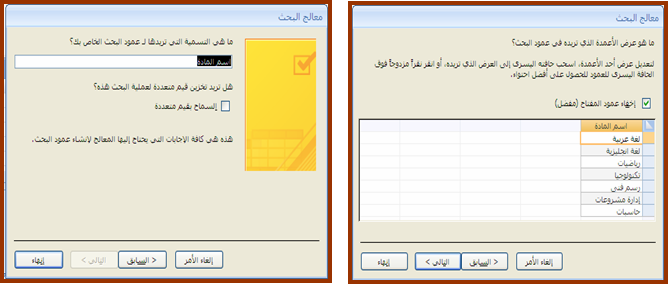 معالج البحث
ما هو عرض الأعمدة الذي تريده في عمود البحث؟
لتعديل عرض أحد الأعمدة، اسحب حافته اليسرى إلى العرض الذي تريده، أو انقر نقراً مزدوجاً فوق
الحافة اليسرى للعمود للحصول على أفضل احتواء.
إخفاء عمود المفتاح (مفضل)
اسم المادة
لغة عربية
لغة انجليزية
رياضيات
تكنولوجيا
رسم فني
إدارة مشروعات
حاسبات
إلغاء الأمر
< السابق
التالي >
إنهاء
معالج البحث
ما هي التسمية التي تريدها لـ عمود البحث الخاص بك؟
اسم المادة
هل تريد تخزين قيم متعددة لعملية البحث هذه؟
السماح بقيم متعددة
هذه هي كافة الإجابات التي يحتاج إليها المعالج لانشاء عمود البحث.
إلغاء الأمر
< السابق
التالي >
إنهاء